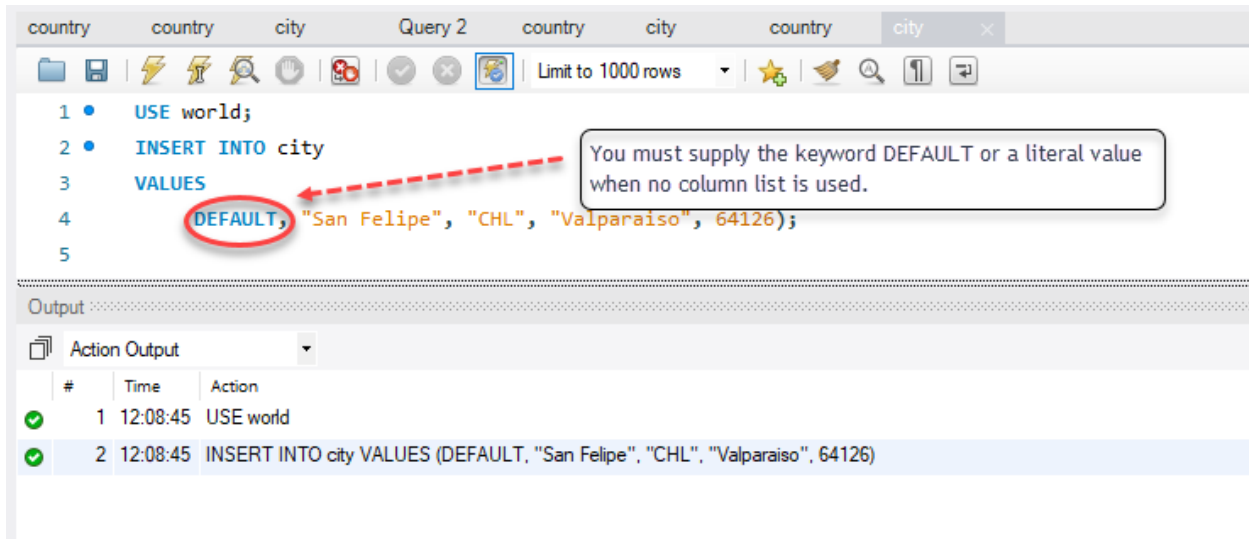 country country city Query 2 country city country city
Limit to 1000 rows
1 USE world;
2 INSERT INTO city
3 VALUES
4 DEFAULT, "San Felipe", "CHL", "Valparaiso", 64126);
5
You must supply the keyword DEFAULT or a literal value
when no column list is used.
Output
Action Output
# Time Action
1 12:08:45 USE world
2 12:08:45 INSERT INTO city VALUES (DEFAULT, "San Felipe", "CHL", "Valparaiso", 64126)